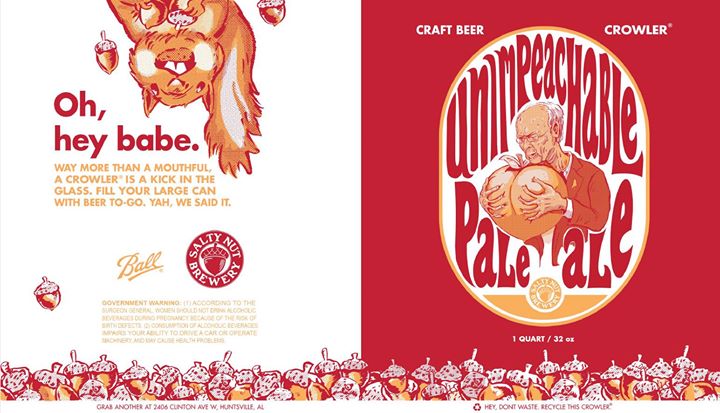 Oh,
hey babe.
WAY MORE THAN A MOUTHFUL,
A CROWLER® IS A KICK IN THE
GLASS. FILL YOUR LARGE CAN
WITH BEER TO-GO. YAH, WE SAID IT.
Ball
SALTY NUT
BREWERY
GOVERNMENT WARNING: (1) ACCORDING TO THE
SURGEON GENERAL, WOMEN SHOULD NOT DRINK ALCOHOLIC
BEVERAGES DURING PREGNANCY BECAUSE OF THE RISK OF
BIRTH DEFECTS. (2) CONSUMPTION OF ALCOHOLIC BEVERAGES
IMPAIRS YOUR ABILITY TO DRIVE A CAR OR OPERATE
MACHINERY, AND MAY CAUSE HEALTH PROBLEMS.
GRAB ANOTHER AT 2406 CLINTON AVE W, HUNTSVILLE, AL
CRAFT BEER
CROWLER®
UNIMPEACHABLE
PALE ALE
SALTY NUT
BREWERY
1 QUART / 32 oz
HEY, DONT WASTE. RECYCLE THIS CROWLER®